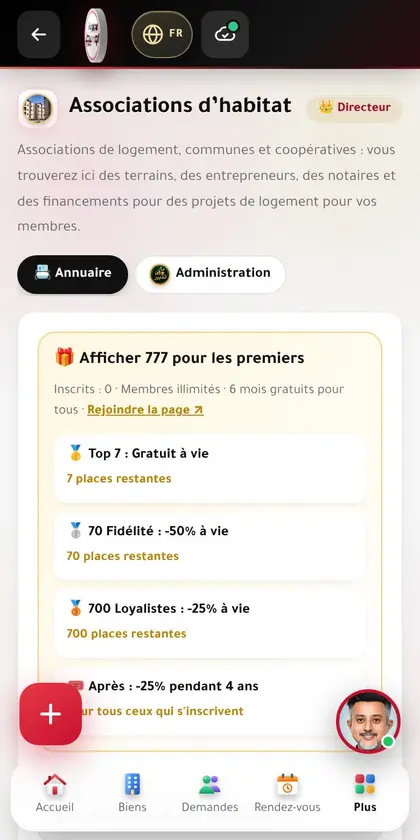 FR
Associations d’habitat
Directeur
Associations de logement, communes et coopératives : vous
trouverez ici des terrains, des entrepreneurs, des notaires et
des financements pour des projets de logement pour vos
membres.
Annuaire
Administration
Afficher 777 pour les premiers
Inscrits : 0 · Membres illimités · 6 mois gratuits pour
tous · Rejoindre la page ↗
Top 7 : Gratuit à vie
7 places restantes
70 Fidélité : -50% à vie
70 places restantes
700 Loyalistes : -25% à vie
700 places restantes
Après : -25% pendant 4 ans
ur tous ceux qui s'inscrivent
Accueil
Biens
Demandes
Rendez-vous
Plus